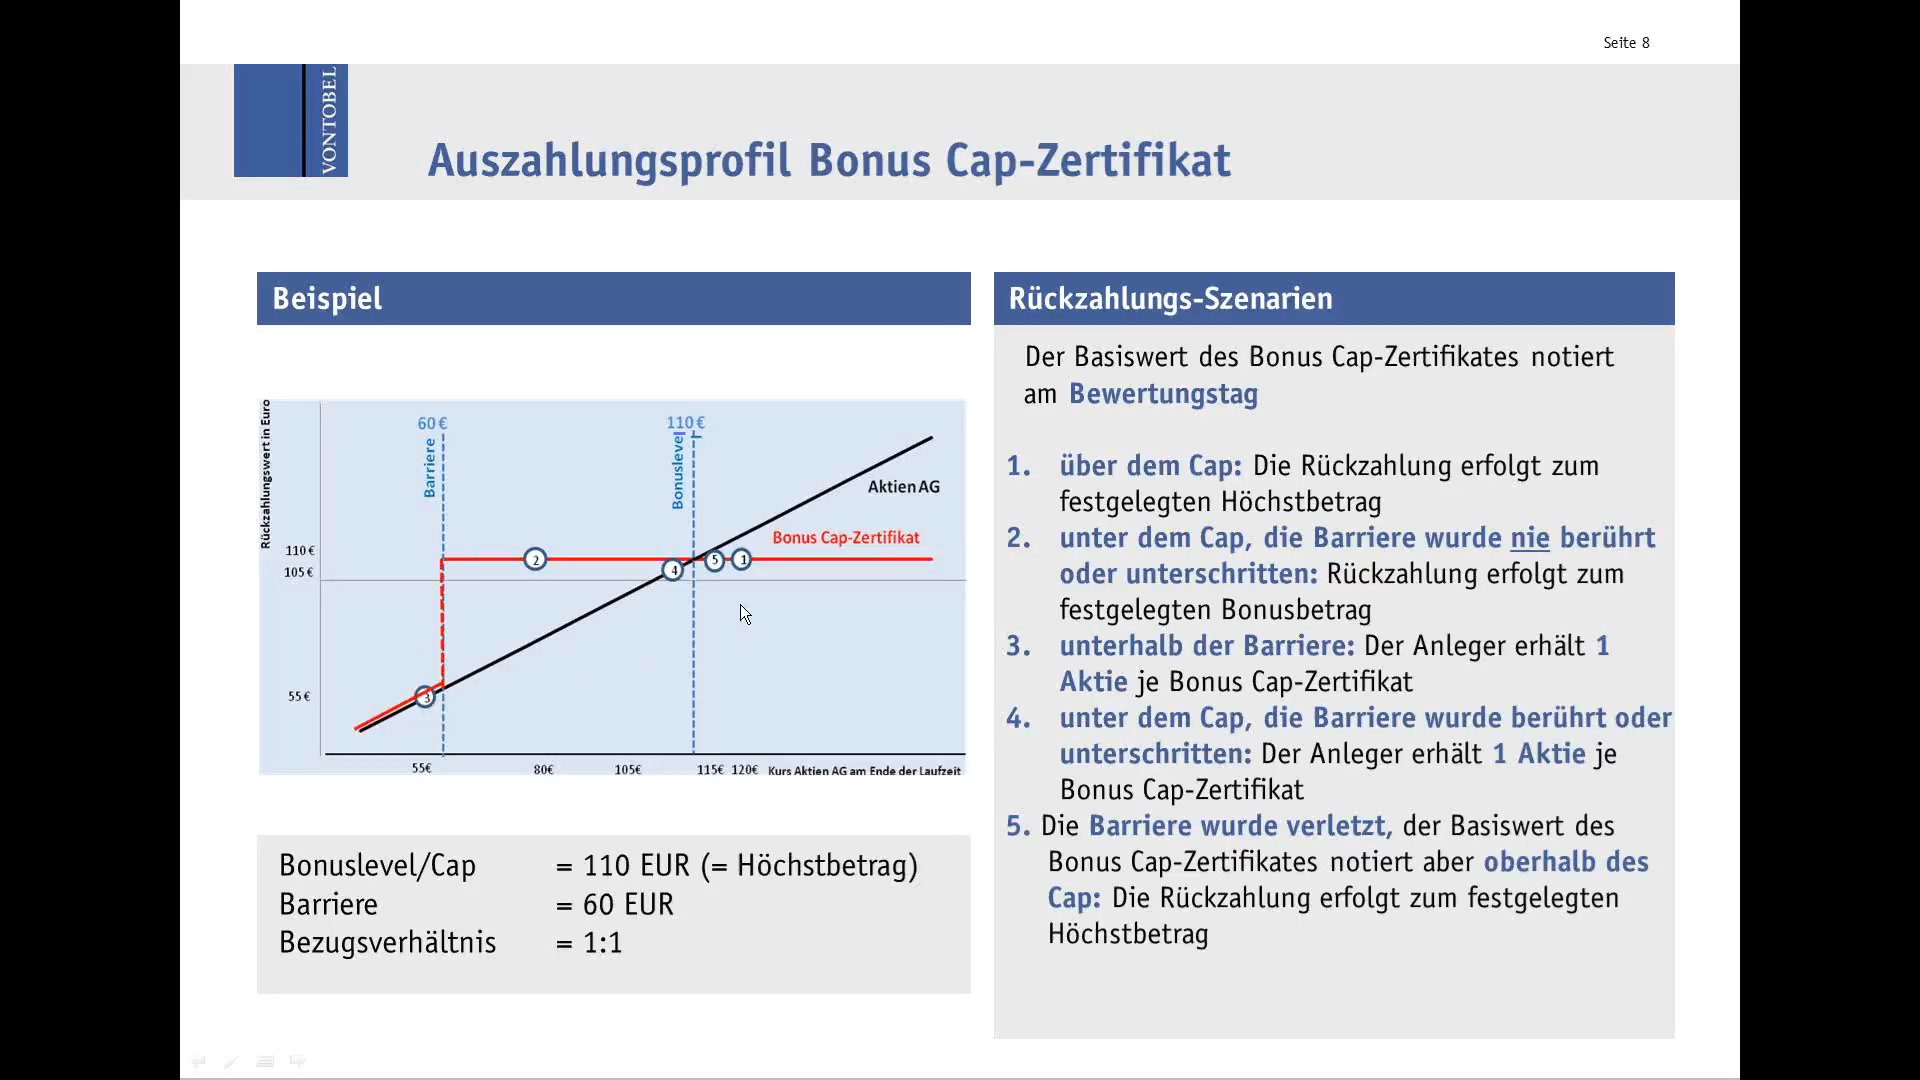 Seite 8
VONTOBEL
Auszahlungsprofil Bonus Cap-Zertifikat
Beispiel
Rückzahlungswert in Euro
60 €
110 €
Barriere
Bonuslevel
Aktien AG
Bonus Cap-Zertifikat
110 €
105 €
55 €
2
5
1
4
3
55€
80€
105€
115€
120€
Kurs Aktien AG am Ende der Laufzeit
Bonuslevel/Cap = 110 EUR (= Höchstbetrag)
Barriere = 60 EUR
Bezugsverhältnis = 1:1
Rückzahlungs-Szenarien
Der Basiswert des Bonus Cap-Zertifikates notiert
am Bewertungstag
1. über dem Cap: Die Rückzahlung erfolgt zum
festgelegten Höchstbetrag
2. unter dem Cap, die Barriere wurde nie berührt
oder unterschritten: Rückzahlung erfolgt zum
festgelegten Bonusbetrag
3. unterhalb der Barriere: Der Anleger erhält 1
Aktie je Bonus Cap-Zertifikat
4. unter dem Cap, die Barriere wurde berührt oder
unterschritten: Der Anleger erhält 1 Aktie je
Bonus Cap-Zertifikat
5. Die Barriere wurde verletzt, der Basiswert des
Bonus Cap-Zertifikates notiert aber oberhalb des
Cap: Die Rückzahlung erfolgt zum festgelegten
Höchstbetrag